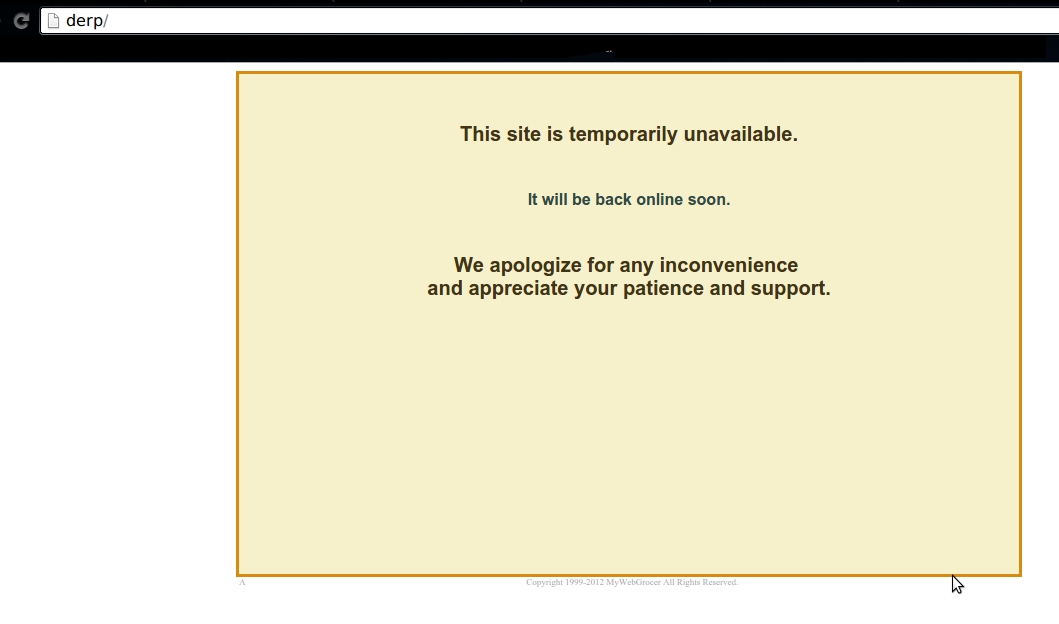 derp/
This site is temporarily unavailable.
It will be back online soon.
We apologize for any inconvenience
and appreciate your patience and support.
A Copyright 1999-2012 MyWebGrocer All Rights Reserved.